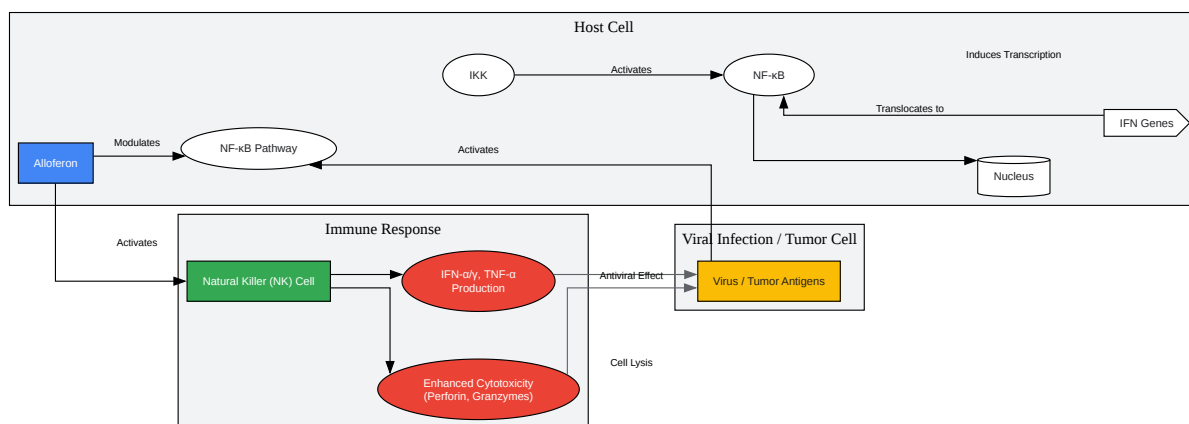 Host Cell
IKK
Activates
NF-κB
Induces Transcription
Translocates to
IFN Genes
Modulates
NF-κB Pathway
Activates
Alloferon
Nucleus
Immune Response
Viral Infection / Tumor Cell
Activates
Natural Killer (NK) Cell
IFN-α/γ, TNF-α
Production
Antiviral Effect
Virus / Tumor Antigens
Cell Lysis
Enhanced Cytotoxicity
(Perforin, Granzymes)